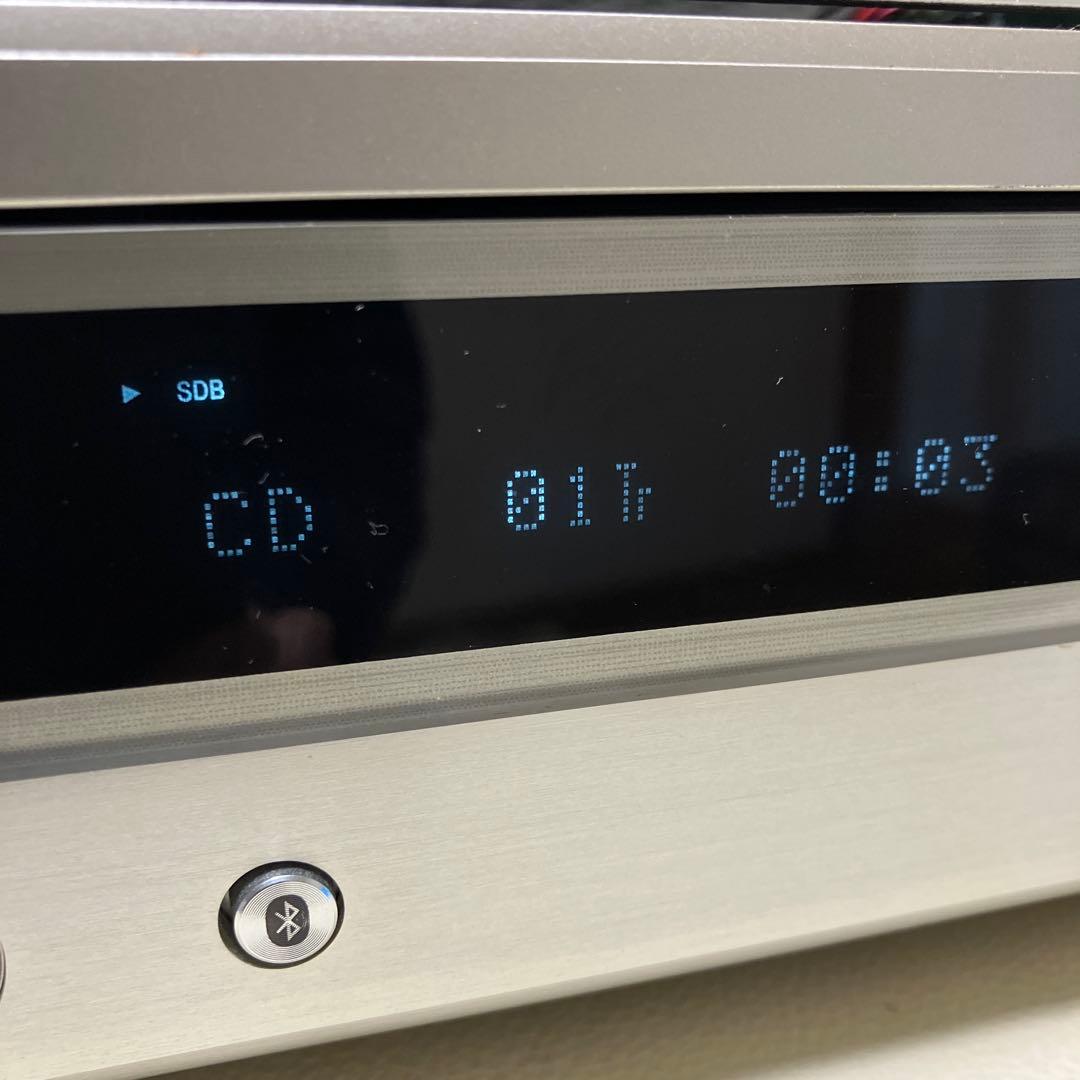 ▶ SDB
CD 01Tr 00:03